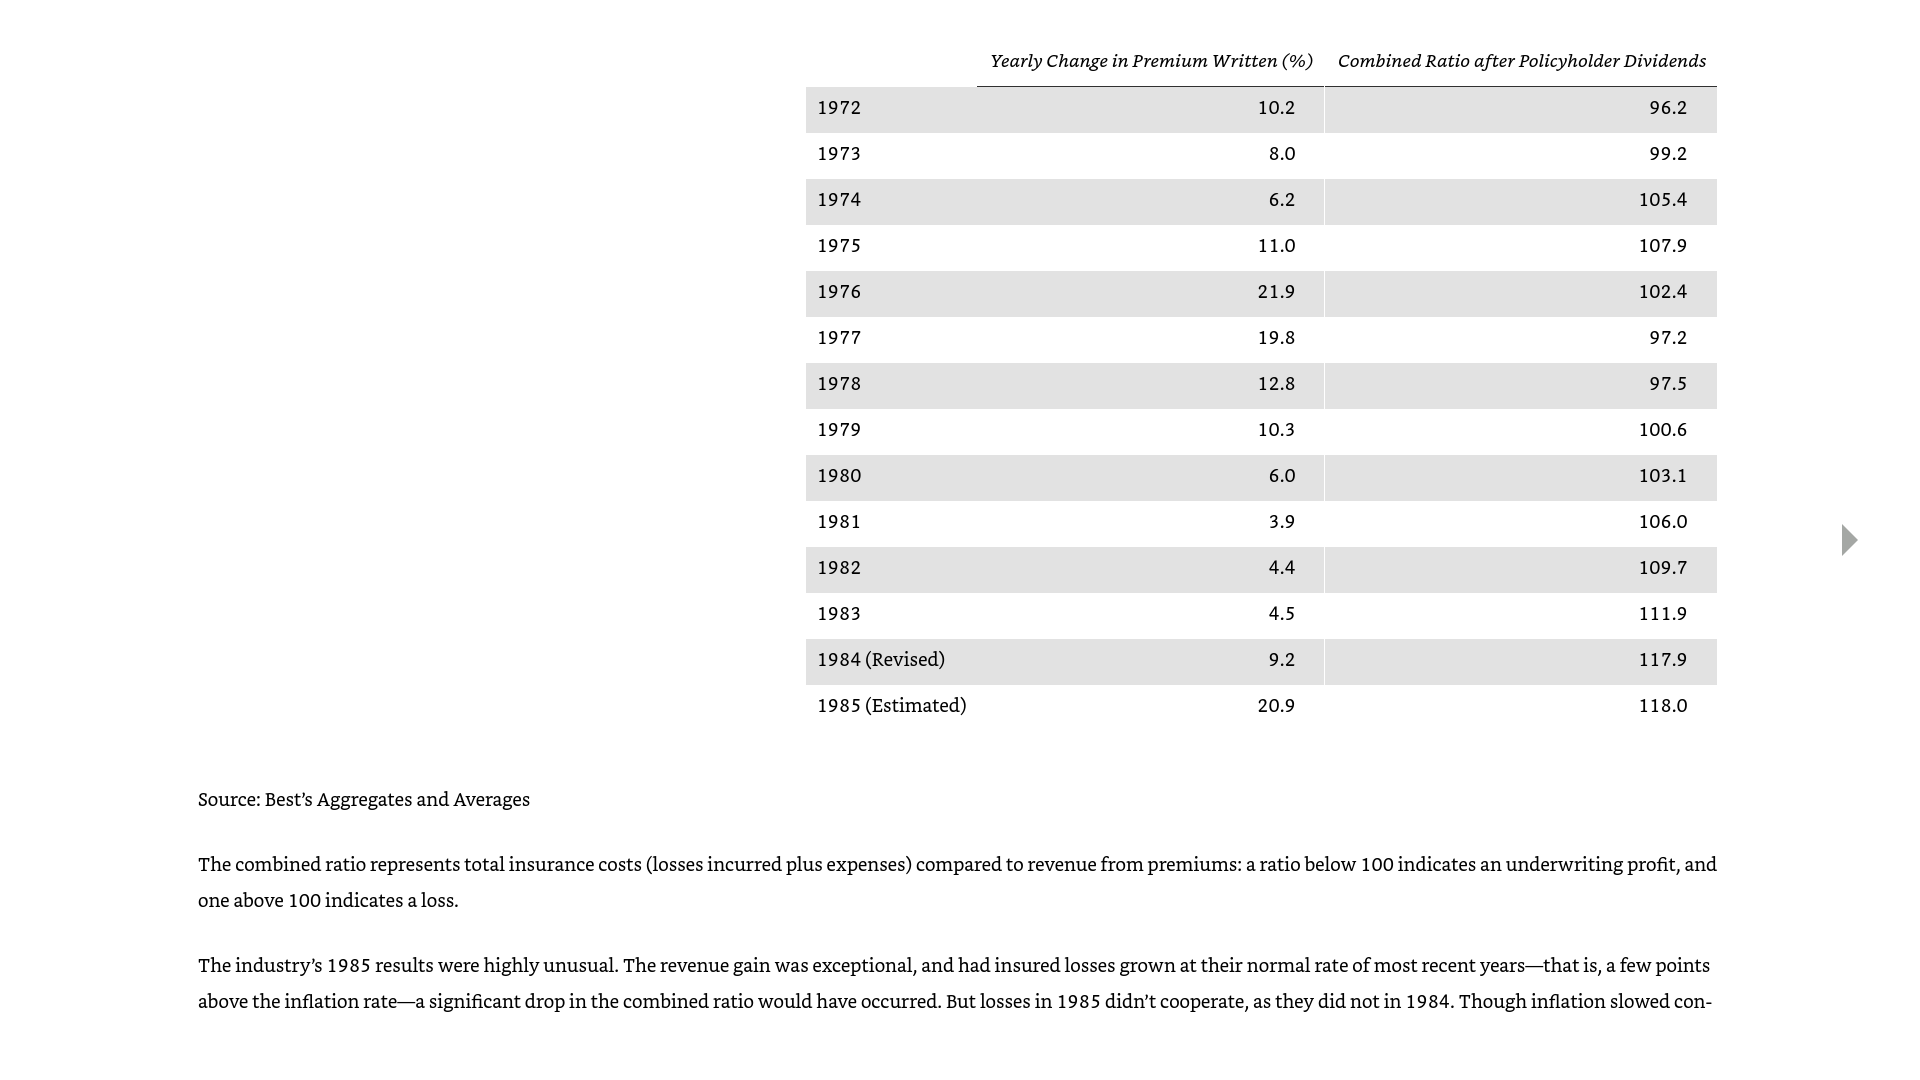 Yearly Change in Premium Written (%) Combined Ratio after Policyholder Dividends
1972 10.2 96.2
1973 8.0 99.2
1974 6.2 105.4
1975 11.0 107.9
1976 21.9 102.4
1977 19.8 97.2
1978 12.8 97.5
1979 10.3 100.6
1980 6.0 103.1
1981 3.9 106.0
1982 4.4 109.7
1983 4.5 111.9
1984 (Revised) 9.2 117.9
1985 (Estimated) 20.9 118.0
Source: Best’s Aggregates and Averages
The combined ratio represents total insurance costs (losses incurred plus expenses) compared to revenue from premiums: a ratio below 100 indicates an underwriting profit, and
one above 100 indicates a loss.
The industry’s 1985 results were highly unusual. The revenue gain was exceptional, and had insured losses grown at their normal rate of most recent years—that is, a few points
above the inflation rate—a significant drop in the combined ratio would have occurred. But losses in 1985 didn’t cooperate, as they did not in 1984. Though inflation slowed con-